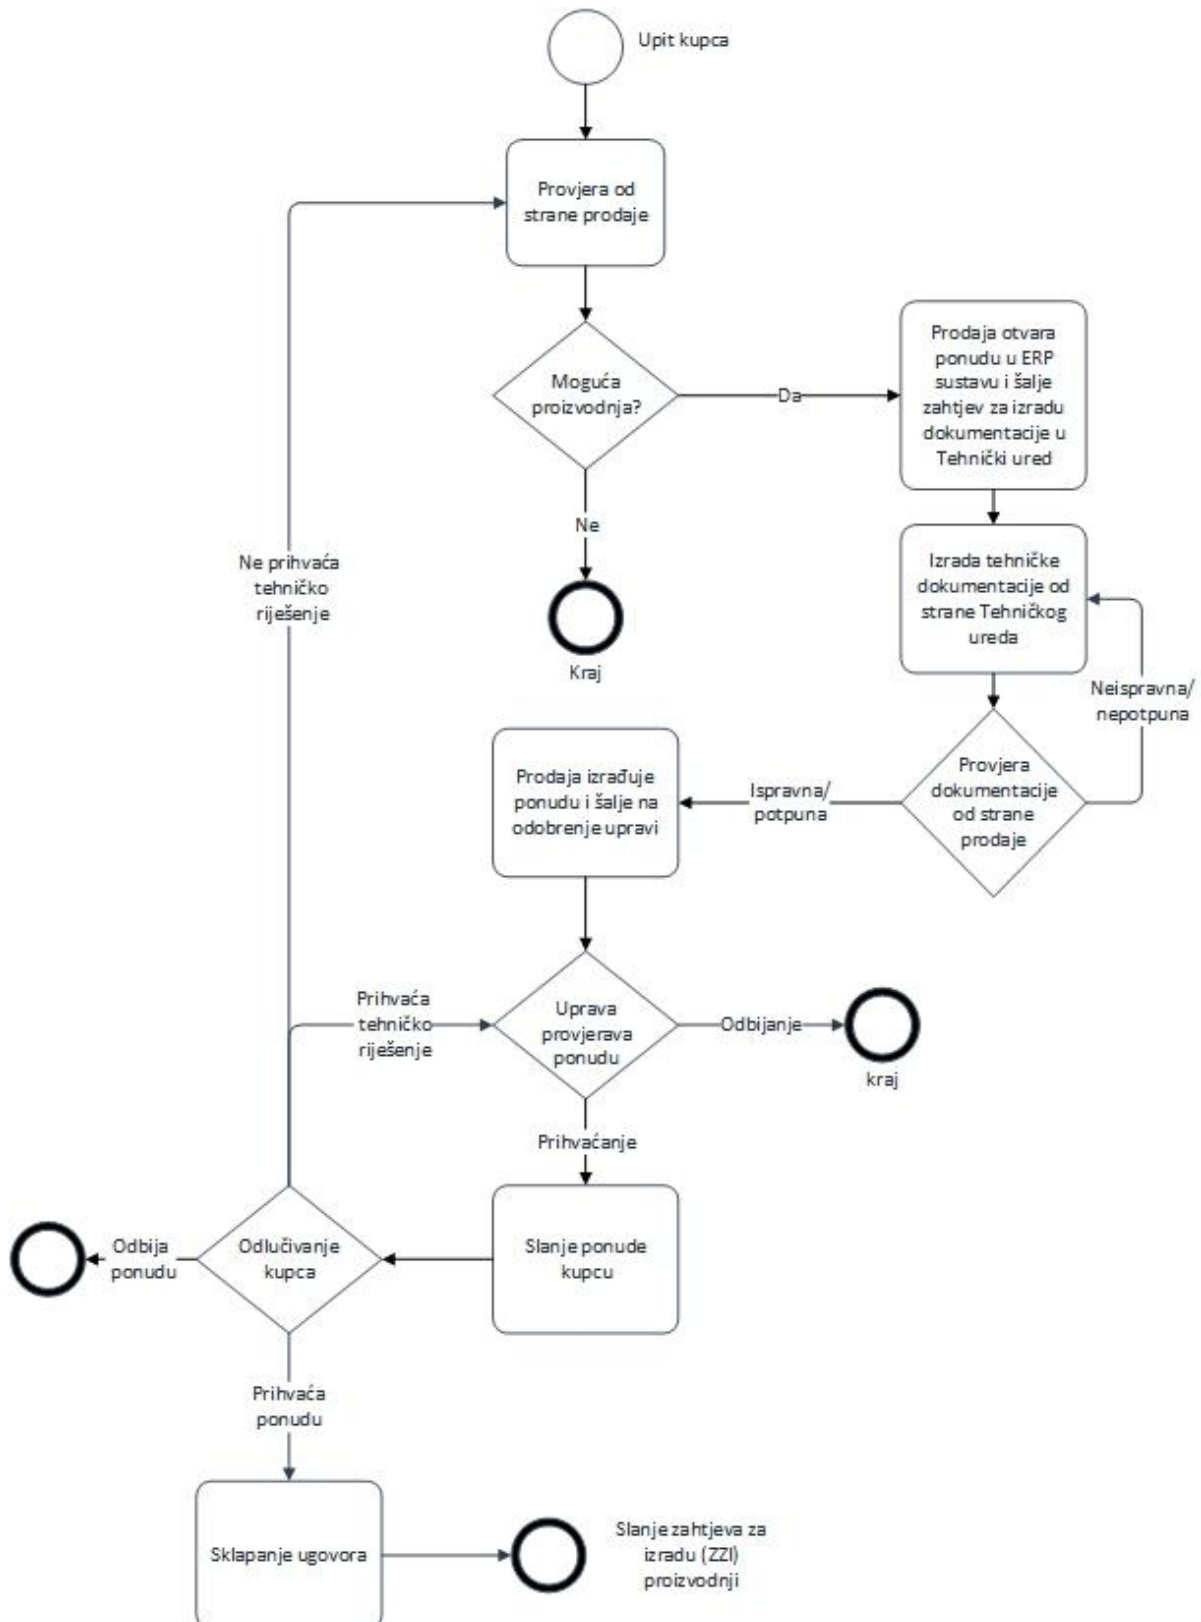 Upit kupca
Provjera od
strane prodaje
Moguća
proizvodnja?
Da
Prodaja otvara
ponudu u ERP
sustavu i šalje
zahtjev za izradu
dokumentacije u
Tehnički ured
Ne
Kraj
Ne prihvaća
tehničko
riješenje
Izrada tehničke
dokumentacije od
strane Tehničkog
ureda
Neispravna/
nepotpuna
Provjera
dokumentacije
od strane
prodaje
Ispravna/
potpuna
Prodaja izrađuje
ponudu i šalje na
odobrenje upravi
Prihvaća
tehničko
riješenje
Uprava
provjerava
ponudu
Odbijanje
kraj
Prihvaćanje
Slanje ponude
kupcu
Odlučivanje
kupca
Odbija
ponudu
Prihvaća
ponudu
Sklapanje ugovora
Slanje zahtjeva za
izradu (ZZI)
proizvodnji